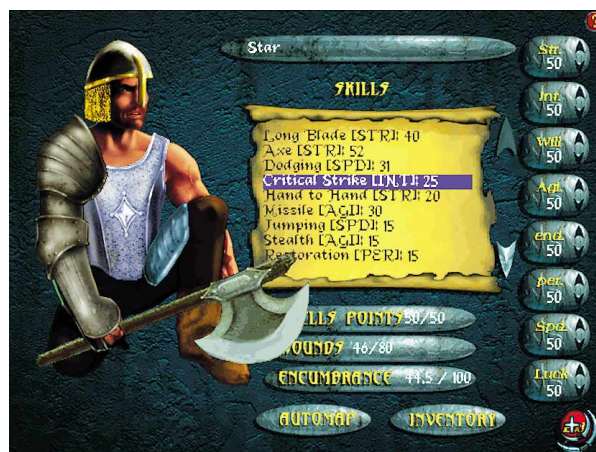 Star
SKILLS
Long Blade [STR]: 40
Axe [STR]: 52
Dodging [SPD]: 31
Critical Strike [INT]: 25
Hand to Hand [STR]: 20
Missile [AGI]: 30
Jumping [SPD]: 15
Stealth [AGI]: 15
Restoration [PER]: 15
POINTS 50/50
WOUNDS 46/80
ENCUMBRANCE 44.5 / 100
AUTOMAP
INVENTORY
Str.
50
Int.
50
Will
50
Agi.
50
end.
50
per.
50
Spd.
50
Luck
50